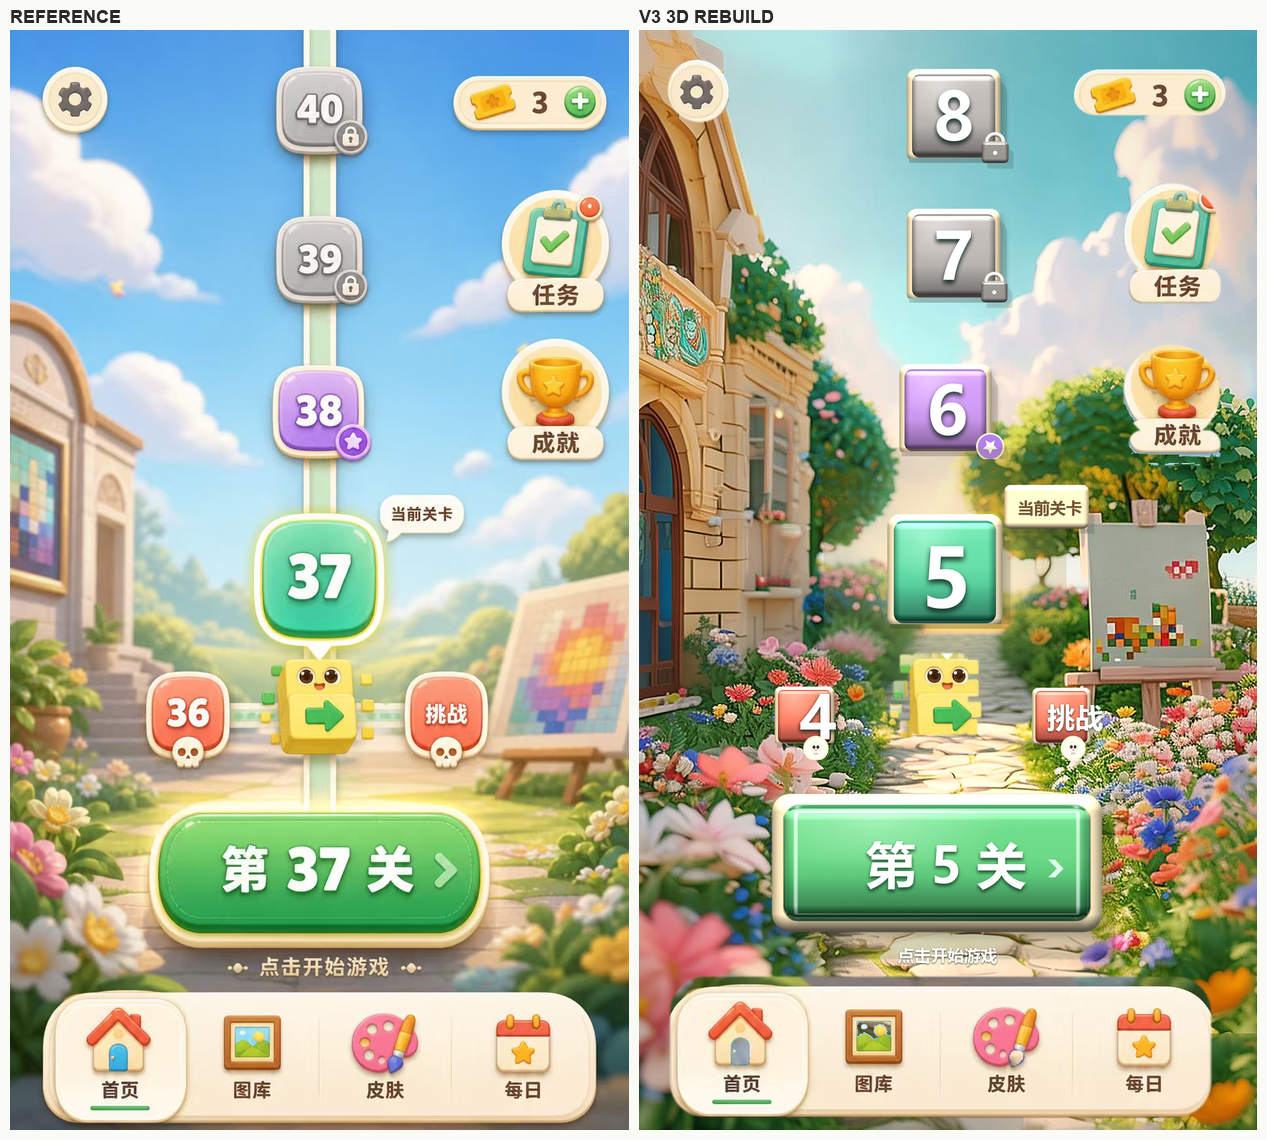 REFERENCE
40
3
39
任务
38
成就
当前关卡
37
36
挑战
第 37 关
点击开始游戏
首页
图库
皮肤
每日
V3 3D REBUILD
8
3
7
任务
6
成就
当前关卡
5
4
挑战
第 5 关
点击开始游戏
首页
图库
皮肤
每日